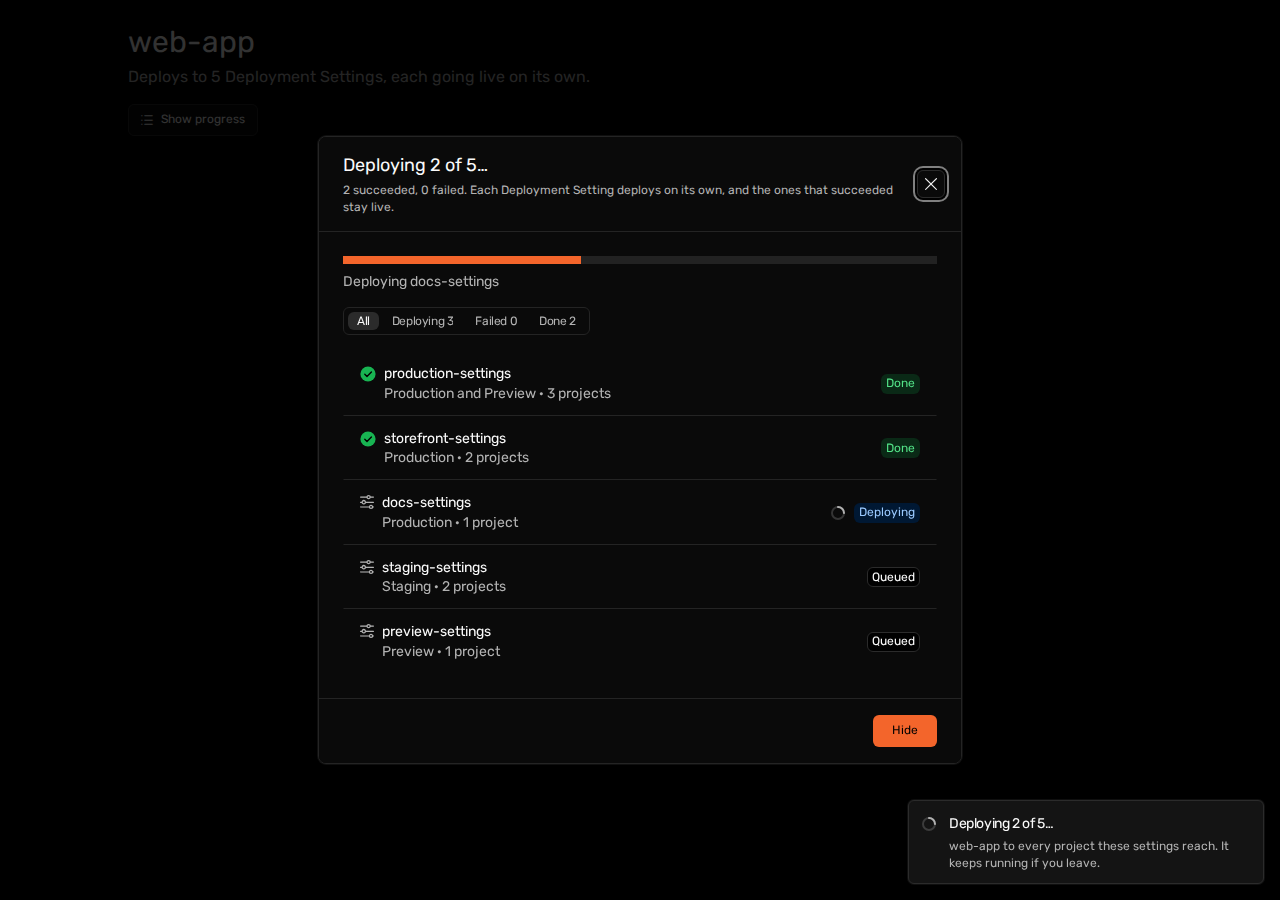 web-app
Deploys to 5 Deployment Settings, each going live on its own.
Show progress
Deploying 2 of 5…
2 succeeded, 0 failed. Each Deployment Setting deploys on its own, and the ones that succeeded
stay live.
Deploying docs-settings
All Deploying 3 Failed 0 Done 2
production-settings
Production and Preview • 3 projects
Done
storefront-settings
Production • 2 projects
Done
docs-settings
Production • 1 project
Deploying
staging-settings
Staging • 2 projects
Queued
preview-settings
Preview • 1 project
Queued
Hide
Deploying 2 of 5…
web-app to every project these settings reach. It
keeps running if you leave.